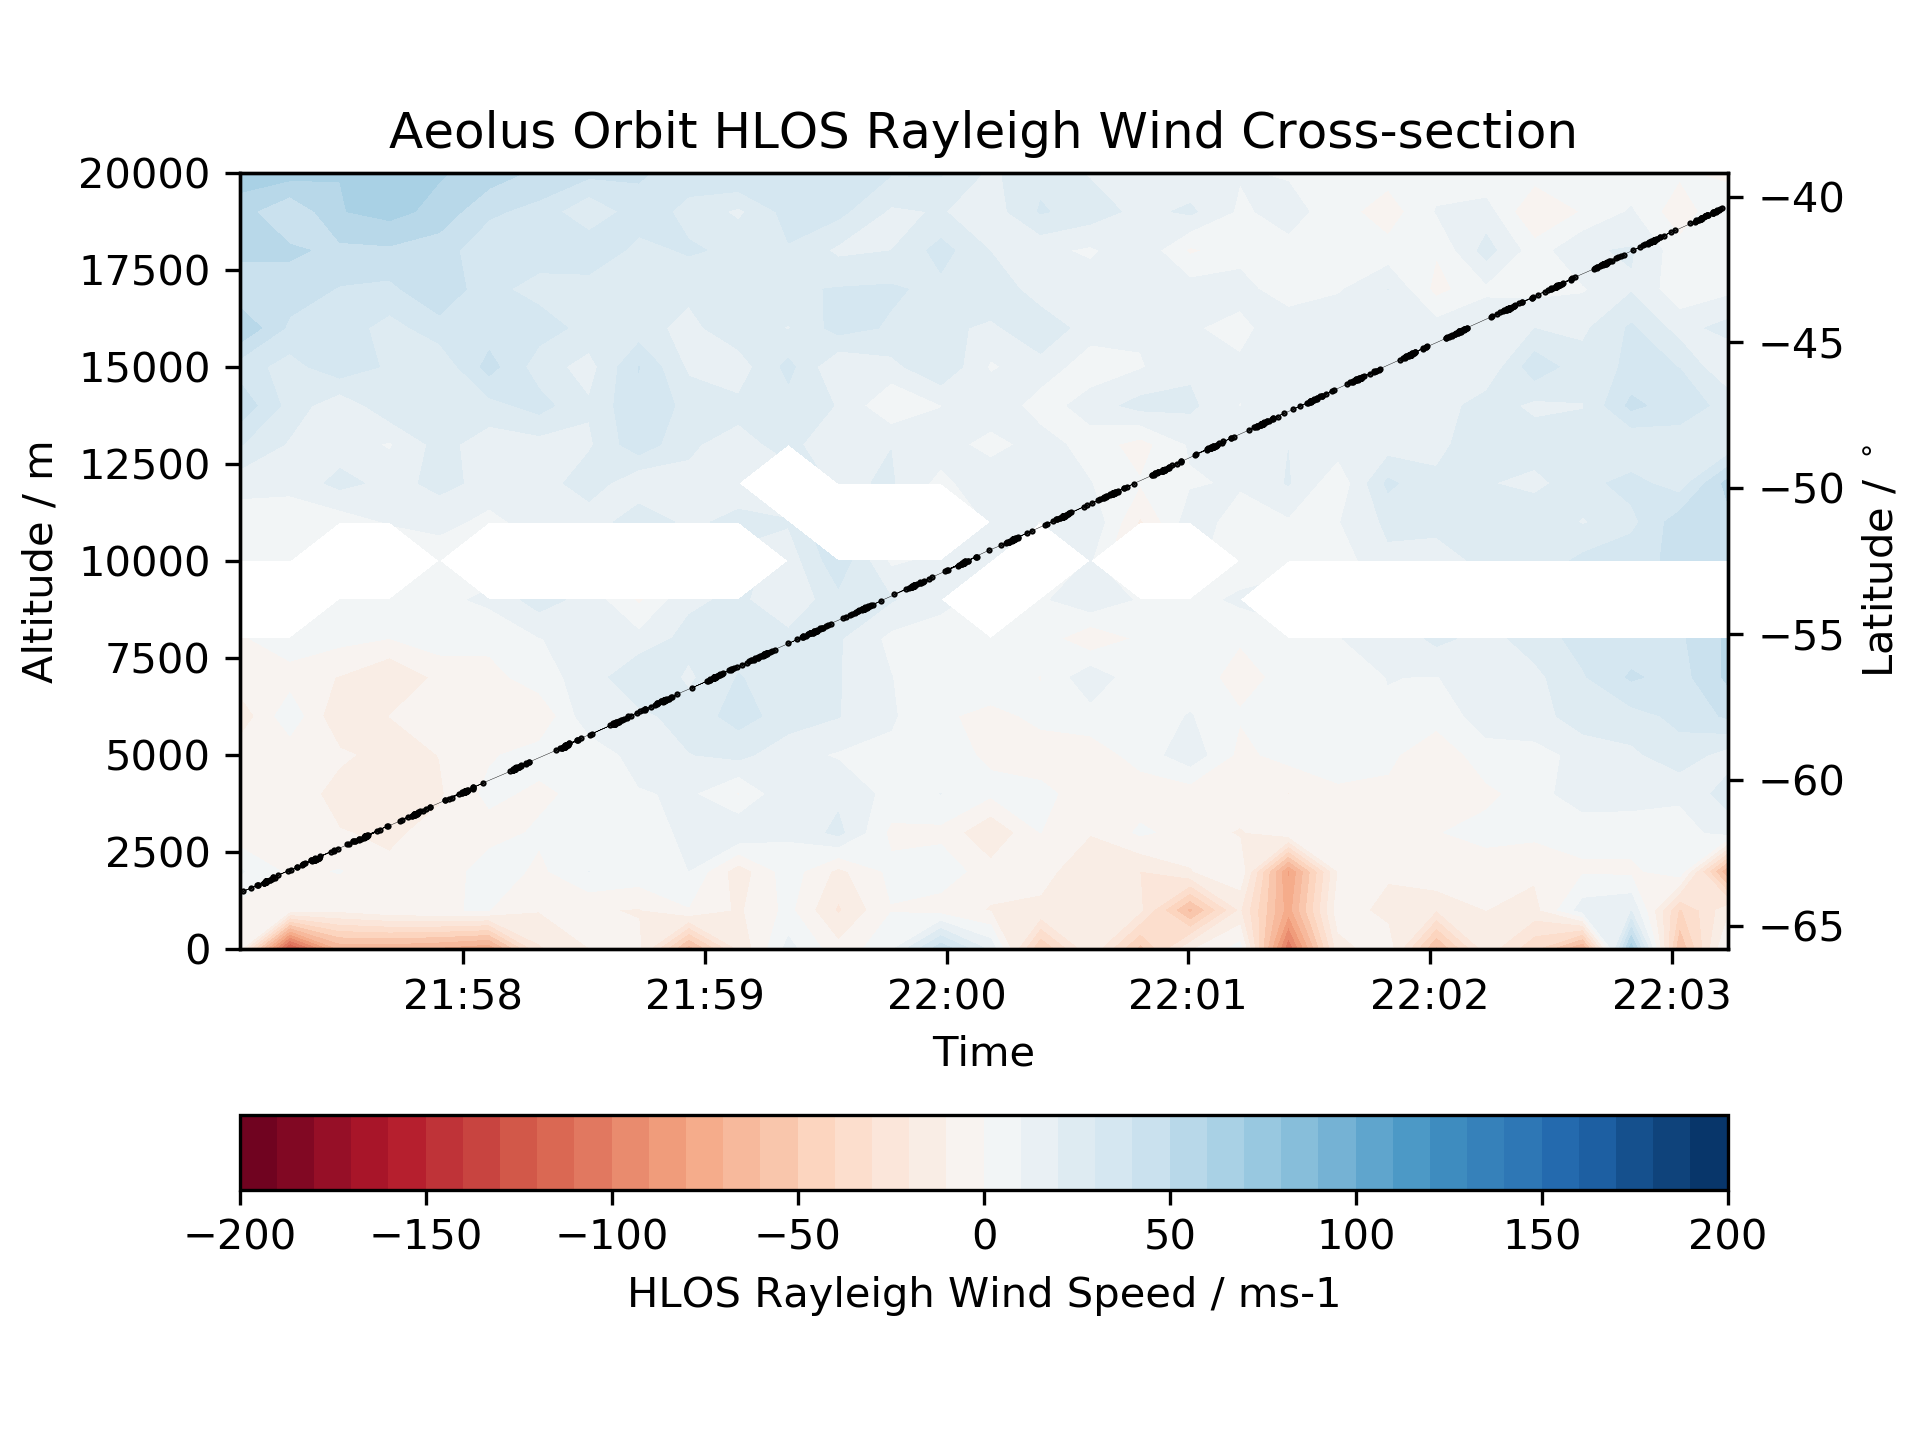 Aeolus Orbit HLOS Rayleigh Wind Cross-section
20000
17500
15000
12500
10000
7500
5000
2500
0
Altitude / m
−40
−45
−50
−55
−60
−65
Latitude / °
21:58 21:59 22:00 22:01 22:02 22:03
Time
−200 −150 −100 −50 0 50 100 150 200
HLOS Rayleigh Wind Speed / ms-1